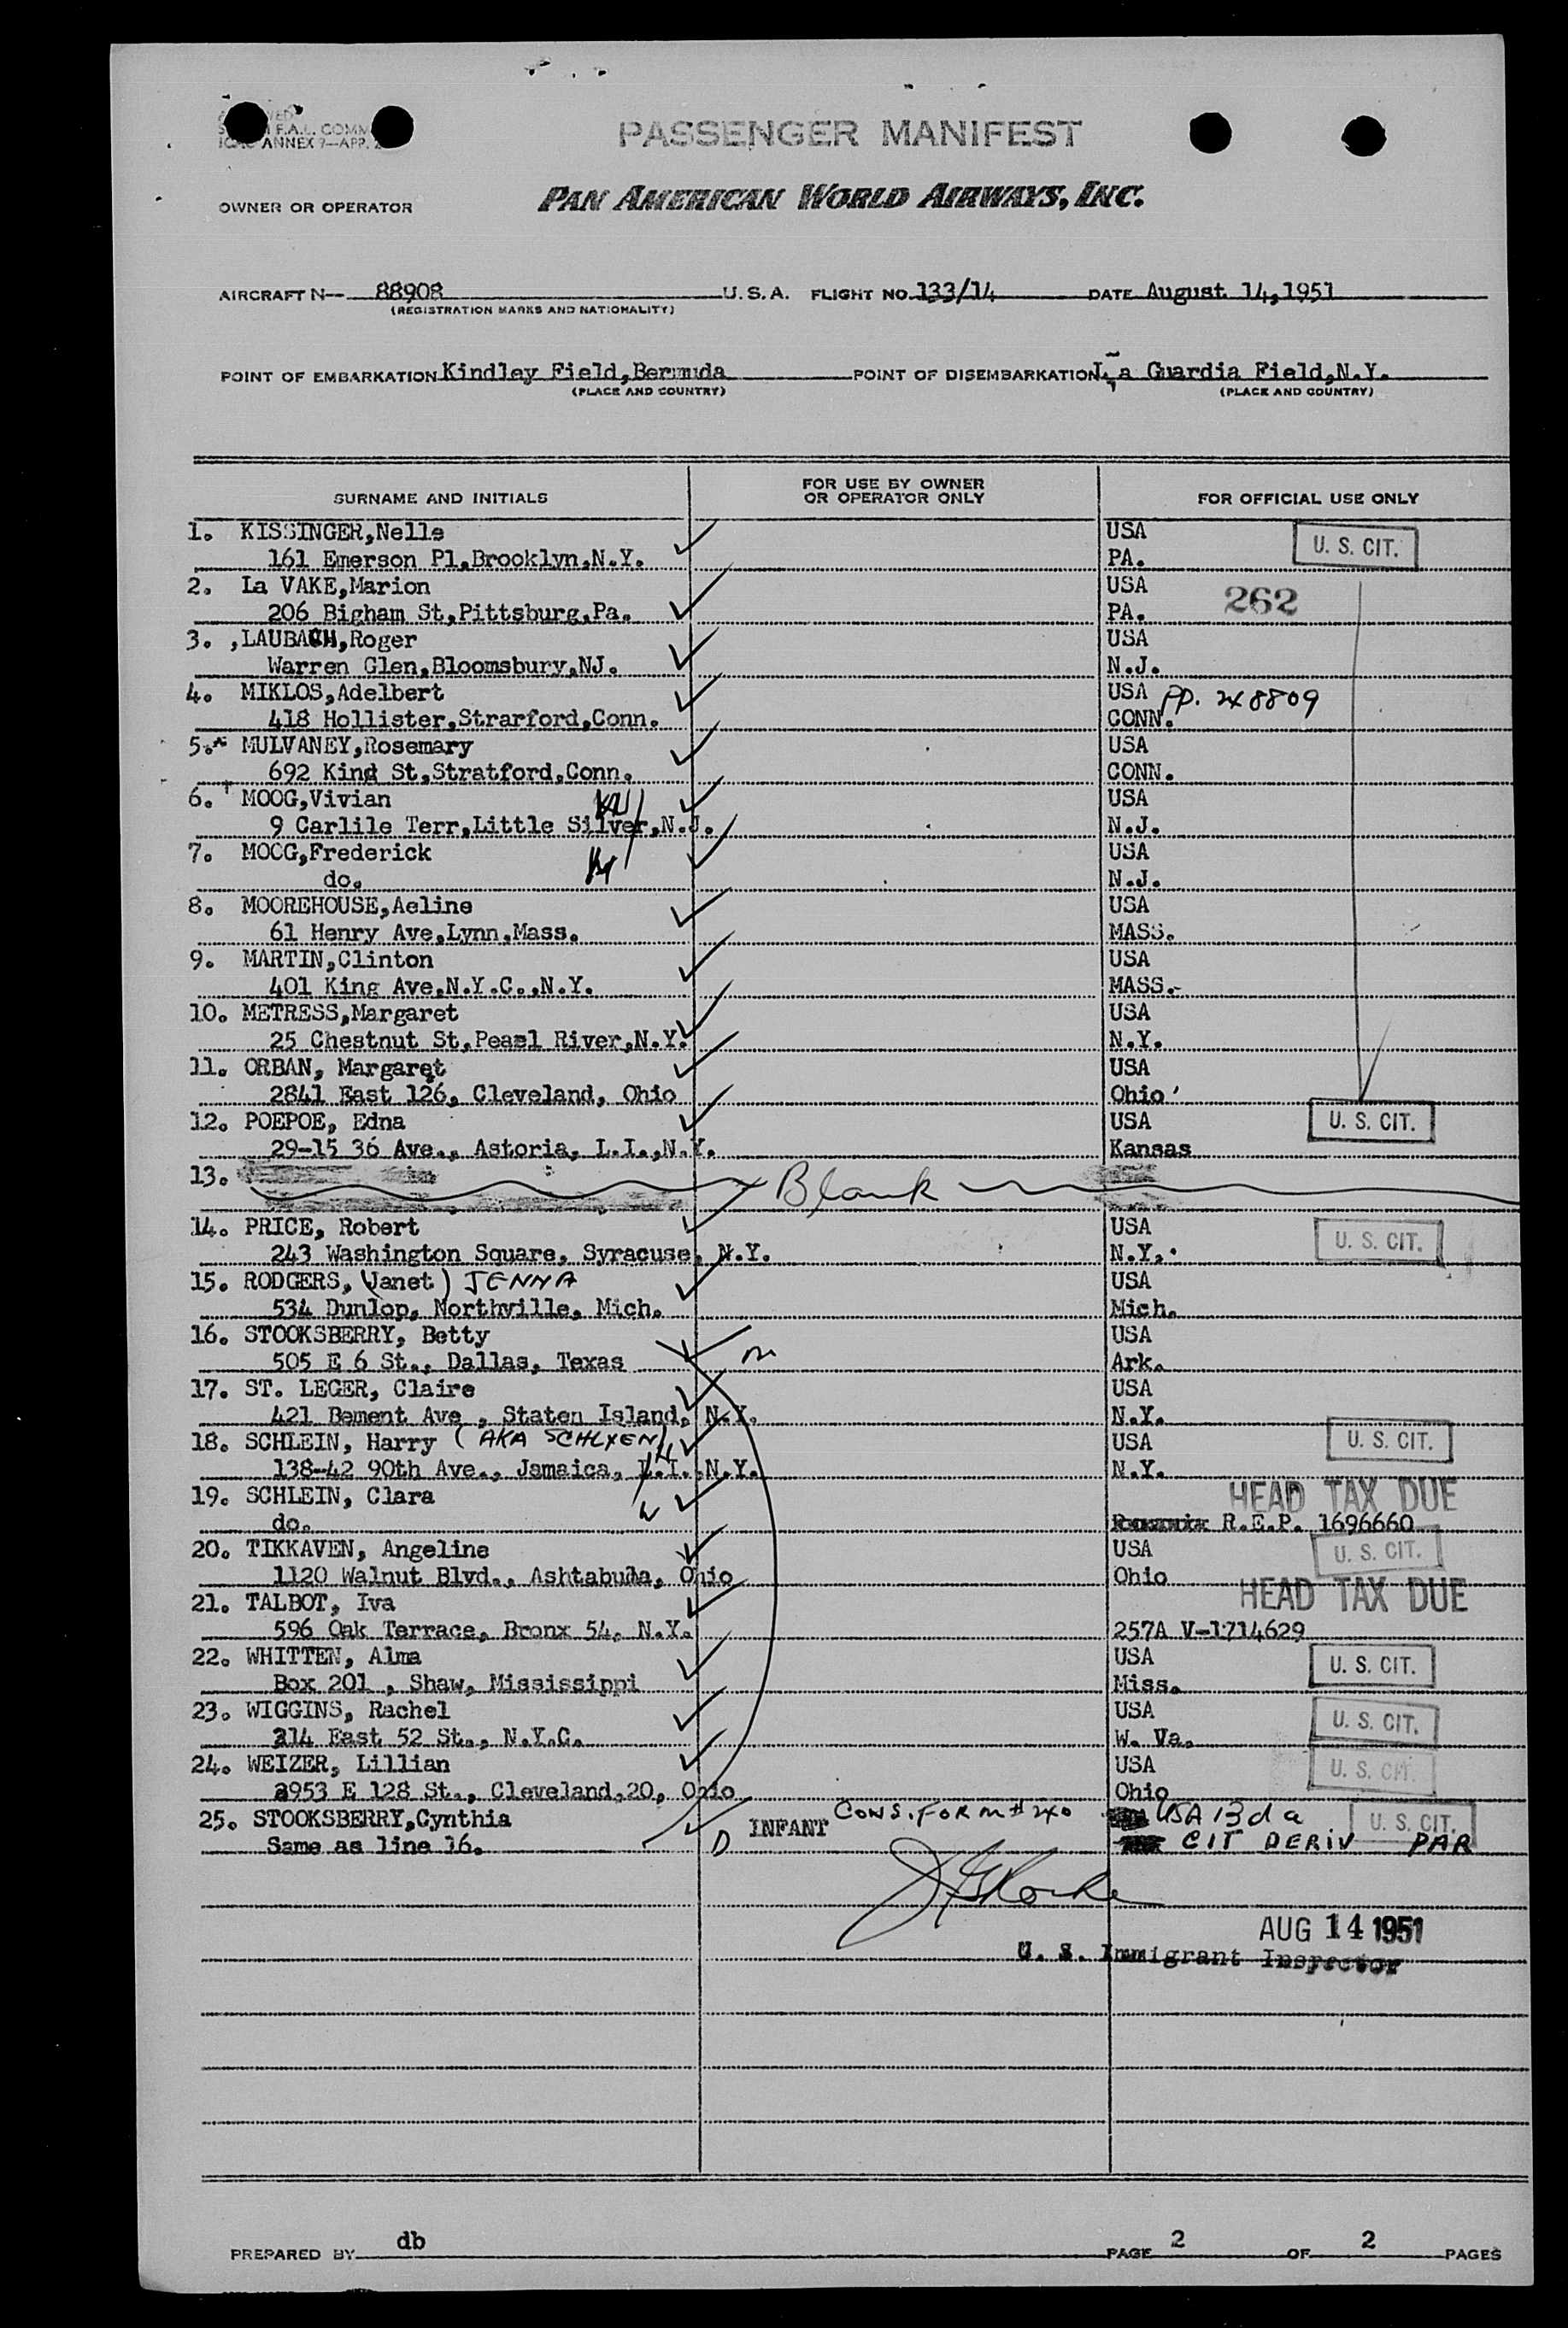 F.A.L. COMM
ANNEX 9—APP. 2
PASSENGER MANIFEST
OWNER OR OPERATOR PAN AMERICAN WORLD AIRWAYS, INC.
AIRCRAFT N-- 88908 U.S.A. FLIGHT NO. 133/14 DATE August 14,1951
(REGISTRATION MARKS AND NATIONALITY)
POINT OF EMBARKATION Kindley Field,Bermuda POINT OF DISEMBARKATION La Guardia Field,N.Y.
(PLACE AND COUNTRY) (PLACE AND COUNTRY)
SURNAME AND INITIALS FOR USE BY OWNER OR OPERATOR ONLY FOR OFFICIAL USE ONLY
1. KISSINGER,Nelle USA U. S. CIT.
161 Emerson Pl,Brooklyn,N.Y. PA.
2. La VAKE,Marion USA 262
206 Bigham St,Pittsburg,Pa. PA.
3. ,LAUBACH,Roger USA
Warren Glen,Bloomsbury,NJ. N.J.
4. MIKLOS,Adelbert USA PP. 248809
418 Hollister,Strarford,Conn. CONN.
5. MULVANEY,Rosemary USA
692 King St,Stratford,Conn. CONN.
6. MOOG,Vivian USA
9 Carlile Terr,Little Silver,N.J. N.J.
7. MOOG,Frederick USA
do. N.J.
8. MOOREHOUSE,Aeline USA
61 Henry Ave,Lynn,Mass. MASS.
9. MARTIN,Clinton USA
401 King Ave,N.Y.C.,N.Y. MASS.
10. METRESS,Margaret USA
25 Chestnut St,Pearl River,N.Y. N.Y.
11. ORBAN, Margaret USA
2841 East 126, Cleveland, Ohio Ohio
12. POEPOE, Edna USA U. S. CIT.
29-15 36 Ave., Astoria, L.I.,N.Y. Kansas
13. Blank
14. PRICE, Robert USA U. S. CIT.
243 Washington Square, Syracuse, N.Y. N.Y.
15. RODGERS, (Janet) JENNA USA
534 Dunlop, Northville, Mich. Mich.
16. STOOKSBERRY, Betty USA
505 E 6 St., Dallas, Texas Ark.
17. ST. LEGER, Claire USA
421 Bement Ave , Staten Island, N.Y. N.Y.
18. SCHLEIN, Harry (AKA SCHLXEN) USA U. S. CIT.
138-42 90th Ave., Jamaica, L.I.,N.Y. N.Y.
19. SCHLEIN, Clara HEAD TAX DUE
do. R.E.P. 1696660
20. TIKKAVEN, Angeline USA U. S. CIT.
1120 Walnut Blvd., Ashtabula, Ohio Ohio
21. TALBOT, Iva HEAD TAX DUE
596 Oak Terrace, Bronx 54, N.Y. 257A V-1714629
22. WHITTEN, Alma USA U. S. CIT.
Box 201 , Shaw, Mississippi Miss.
23. WIGGINS, Rachel USA U. S. CIT.
214 East 52 St., N.Y.C. W. Va.
24. WEIZER, Lillian USA U. S. CIT.
2953 E 128 St., Cleveland,20, Ohio Ohio
25. STOOKSBERRY,Cynthia INFANT CONS. FORM # 240 USA Bda U. S. CIT.
Same as line 16. D CIT DERIV PAR
AUG 14 1951
U. S. Immigrant Inspector
PREPARED BY db PAGE 2 OF 2 PAGES